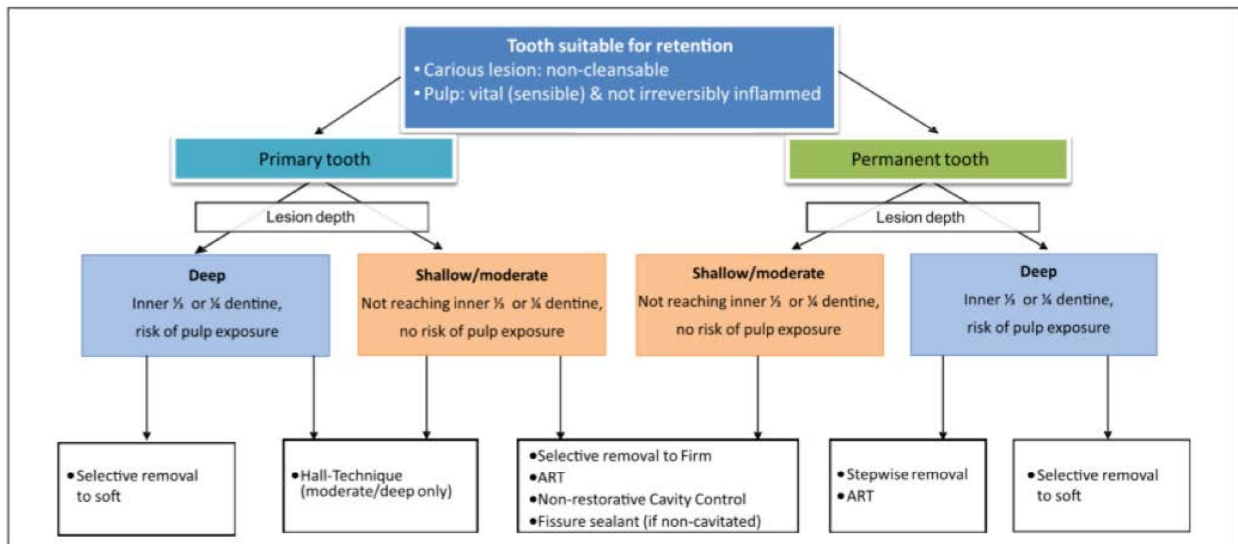 Tooth suitable for retention
• Carious lesion: non-cleansable
• Pulp: vital (sensible) & not irreversibly inflammed
Primary tooth
Permanent tooth
Lesion depth
Lesion depth
Deep
Inner ⅓ or ¼ dentine,
risk of pulp exposure
Shallow/moderate
Not reaching inner ⅓ or ¼ dentine,
no risk of pulp exposure
Shallow/moderate
Not reaching inner ⅓ or ¼ dentine,
no risk of pulp exposure
Deep
Inner ⅓ or ¼ dentine,
risk of pulp exposure
•Selective removal
to soft
•Hall-Technique
(moderate/deep only)
•Selective removal to Firm
•ART
•Non-restorative Cavity Control
•Fissure sealant (if non-cavitated)
•Stepwise removal
•ART
•Selective removal
to soft